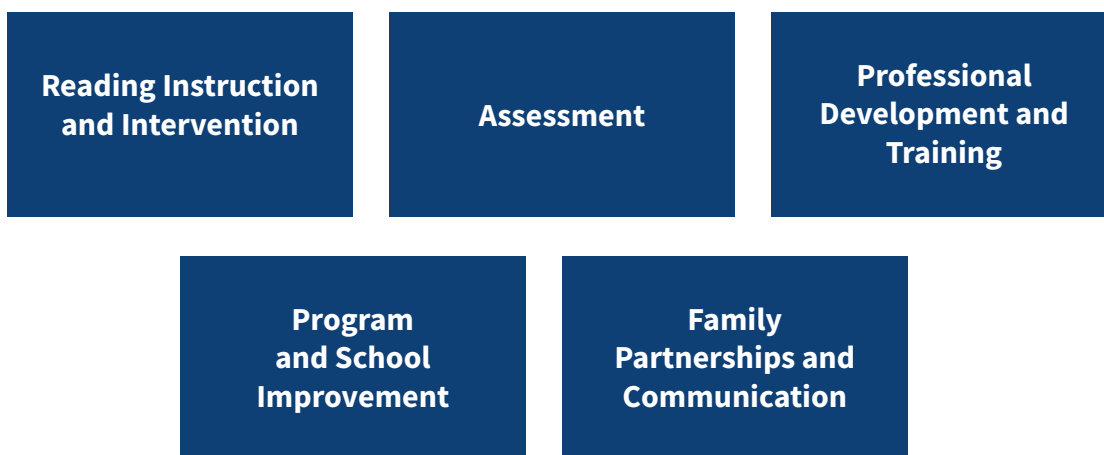 Reading Instruction
and Intervention
Assessment
Professional
Development and
Training
Program
and School
Improvement
Family
Partnerships and
Communication